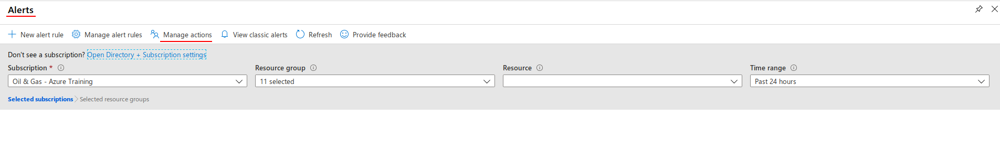 Alerts
New alert rule Manage alert rules Manage actions View classic alerts Refresh Provide feedback
Don't see a subscription? Open Directory + Subscription settings
Subscription * Resource group Resource Time range
Oil & Gas - Azure Training 11 selected Past 24 hours
Selected subscriptions Selected resource groups